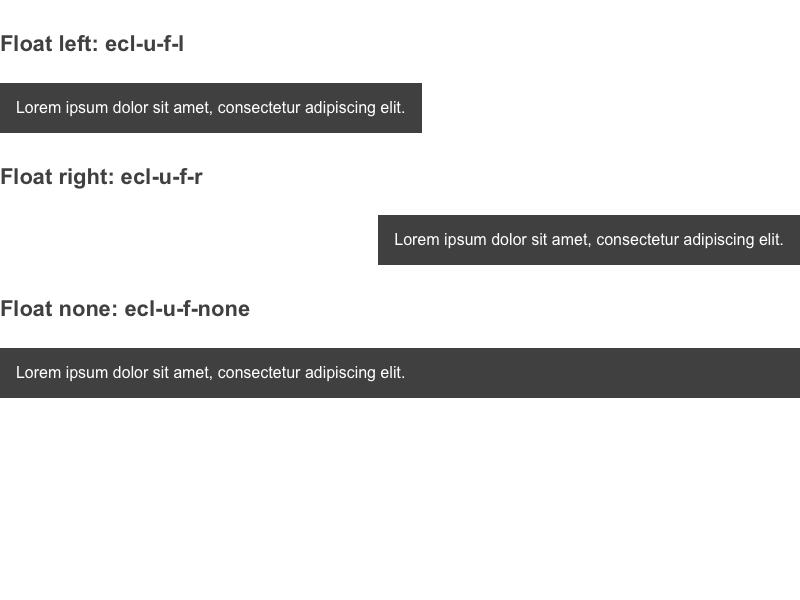 Float left: ecl-u-f-l
Lorem ipsum dolor sit amet, consectetur adipiscing elit.
Float right: ecl-u-f-r
Lorem ipsum dolor sit amet, consectetur adipiscing elit.
Float none: ecl-u-f-none
Lorem ipsum dolor sit amet, consectetur adipiscing elit.